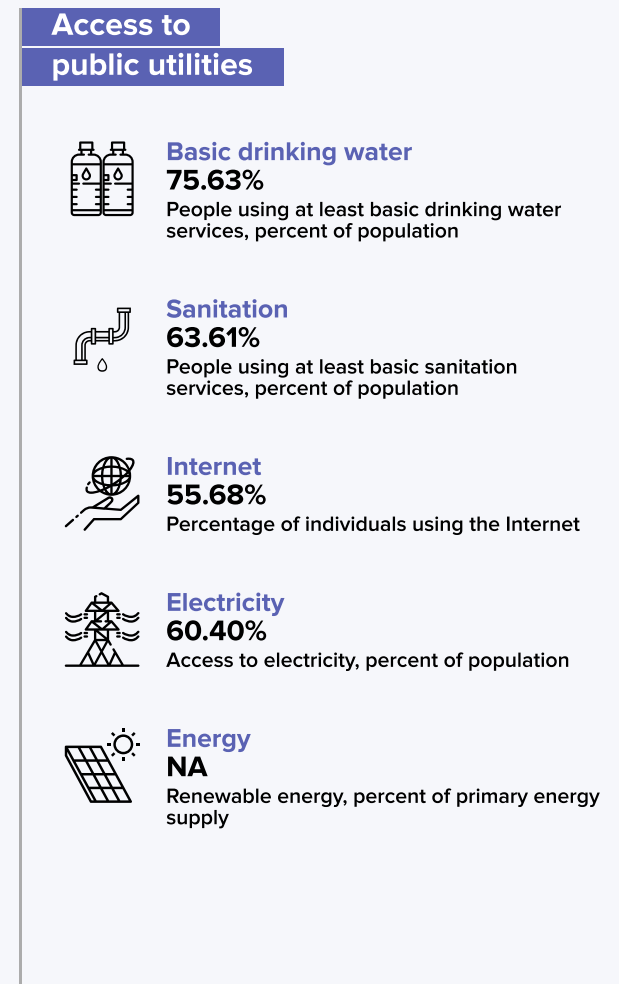 Access to
public utilities
Basic drinking water
75.63%
People using at least basic drinking water
services, percent of population
Sanitation
63.61%
People using at least basic sanitation
services, percent of population
Internet
55.68%
Percentage of individuals using the Internet
Electricity
60.40%
Access to electricity, percent of population
Energy
NA
Renewable energy, percent of primary energy
supply